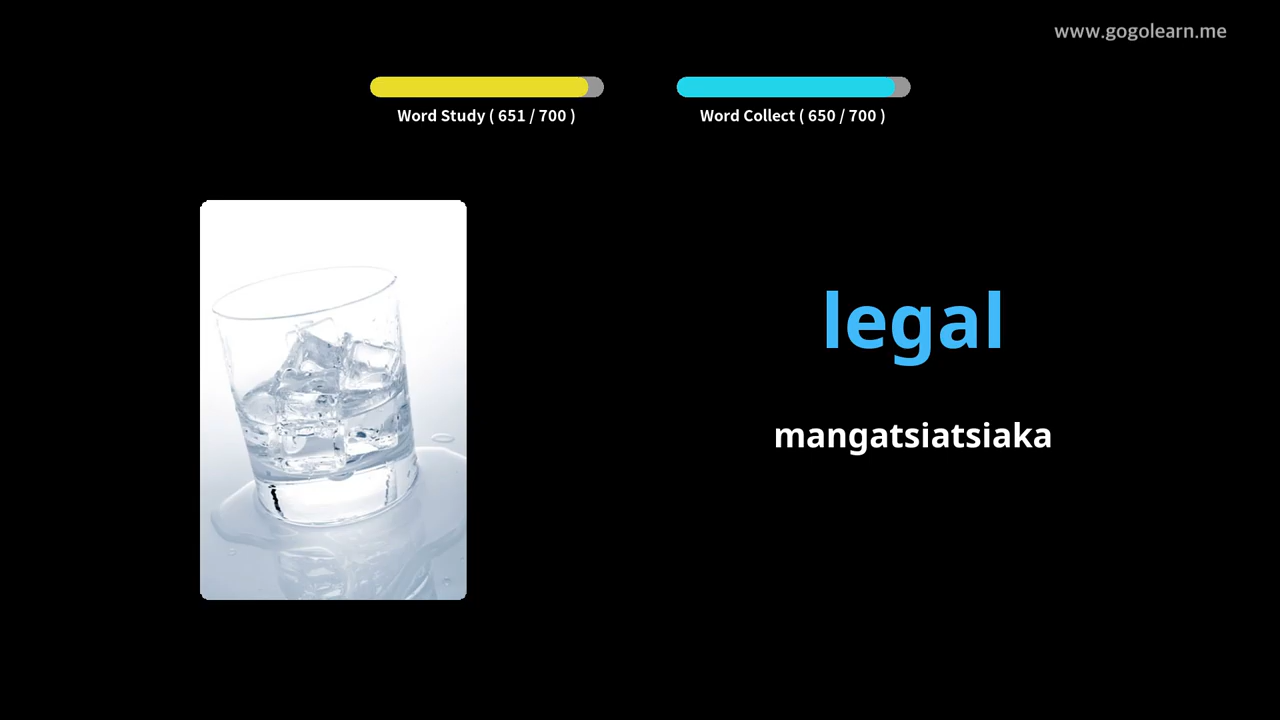 www.gogolearn.me
Word Study ( 651 / 700 )
Word Collect ( 650 / 700 )
legal
mangatsiatsiaka